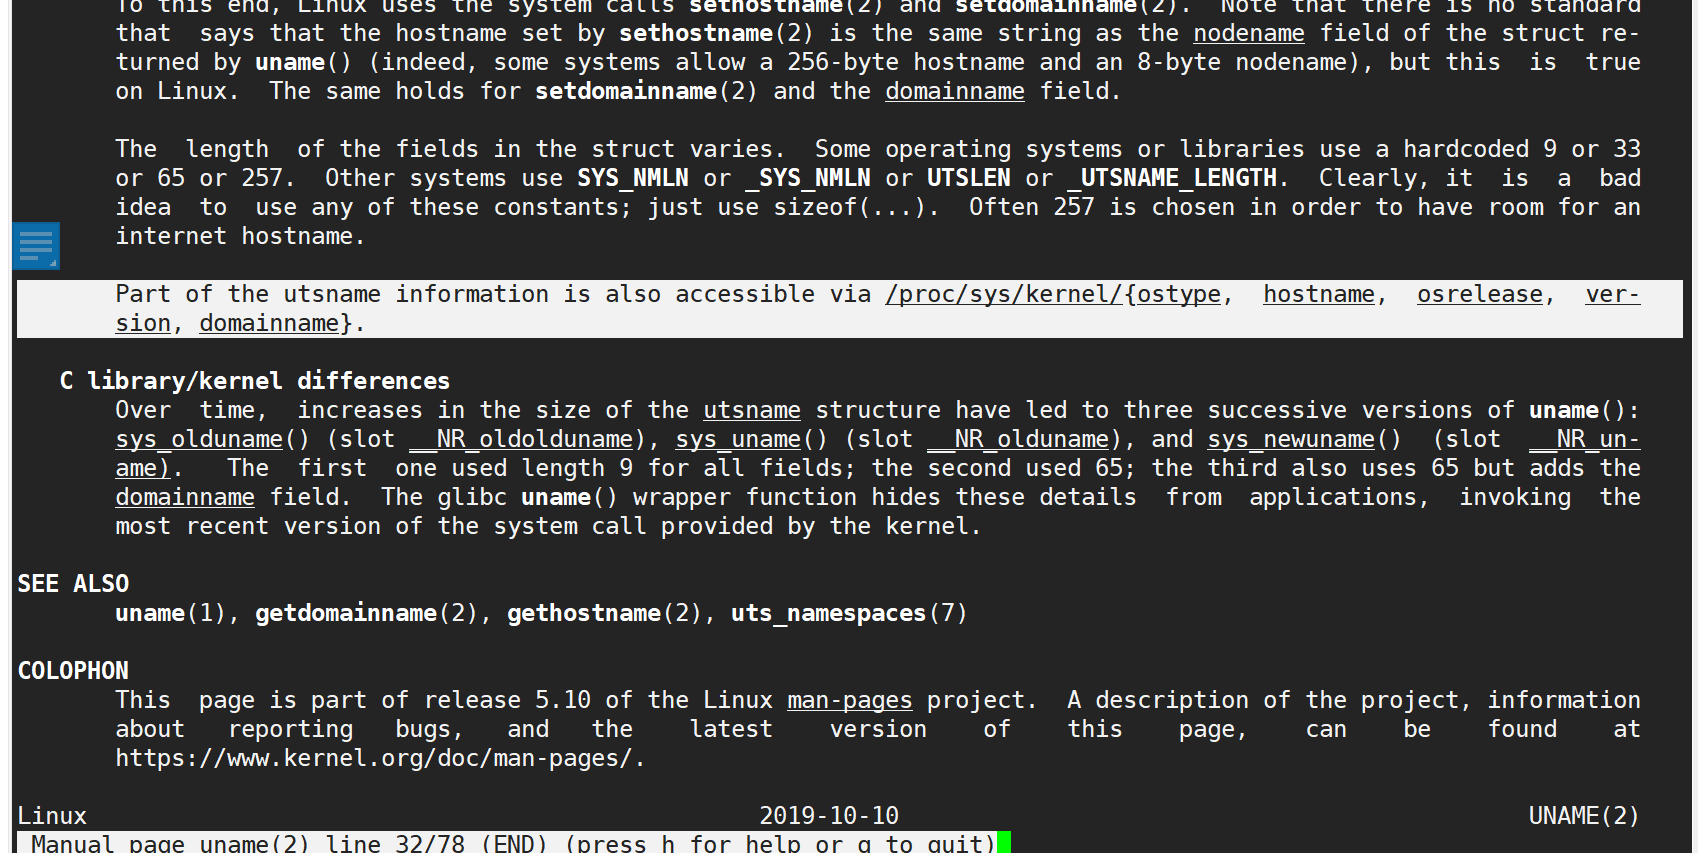 To this end, Linux uses the system calls sethostname(2) and setdomainname(2).  Note that there is no standard
that  says that the hostname set by sethostname(2) is the same string as the nodename field of the struct re-
turned by uname() (indeed, some systems allow a 256-byte hostname and an 8-byte nodename), but this  is  true
on Linux.  The same holds for setdomainname(2) and the domainname field.
The  length  of the fields in the struct varies.  Some operating systems or libraries use a hardcoded 9 or 33
or 65 or 257.  Other systems use SYS_NMLN or _SYS_NMLN or UTSLEN or _UTSNAME_LENGTH.  Clearly, it  is  a  bad
idea  to  use any of these constants; just use sizeof(...).  Often 257 is chosen in order to have room for an
internet hostname.
Part of the utsname information is also accessible via /proc/sys/kernel/{ostype,  hostname,  osrelease,  ver-
sion, domainname}.
C library/kernel differences
Over  time,  increases in the size of the utsname structure have led to three successive versions of uname():
sys_olduname() (slot __NR_oldolduname), sys_uname() (slot __NR_olduname), and sys_newuname()  (slot  __NR_un-
ame).   The  first  one used length 9 for all fields; the second used 65; the third also uses 65 but adds the
domainname field.  The glibc uname() wrapper function hides these details  from  applications,  invoking  the
most recent version of the system call provided by the kernel.
SEE ALSO
uname(1), getdomainname(2), gethostname(2), uts_namespaces(7)
COLOPHON
This  page is part of release 5.10 of the Linux man-pages project.  A description of the project, information
about   reporting   bugs,   and   the    latest    version    of    this    page,    can    be    found    at
https://www.kernel.org/doc/man-pages/.
Linux 2019-10-10 UNAME(2)
Manual page uname(2) line 32/78 (END) (press h for help or q to quit)